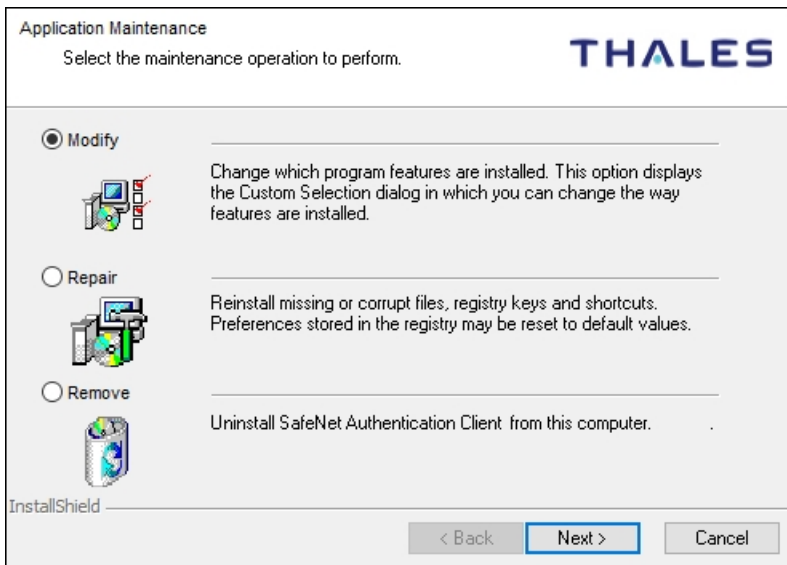 Application Maintenance
Select the maintenance operation to perform.
THALES
Modify
Change which program features are installed. This option displays
the Custom Selection dialog in which you can change the way
features are installed.
Repair
Reinstall missing or corrupt files, registry keys and shortcuts.
Preferences stored in the registry may be reset to default values.
Remove
Uninstall SafeNet Authentication Client from this computer. .
InstallShield
< Back Next > Cancel